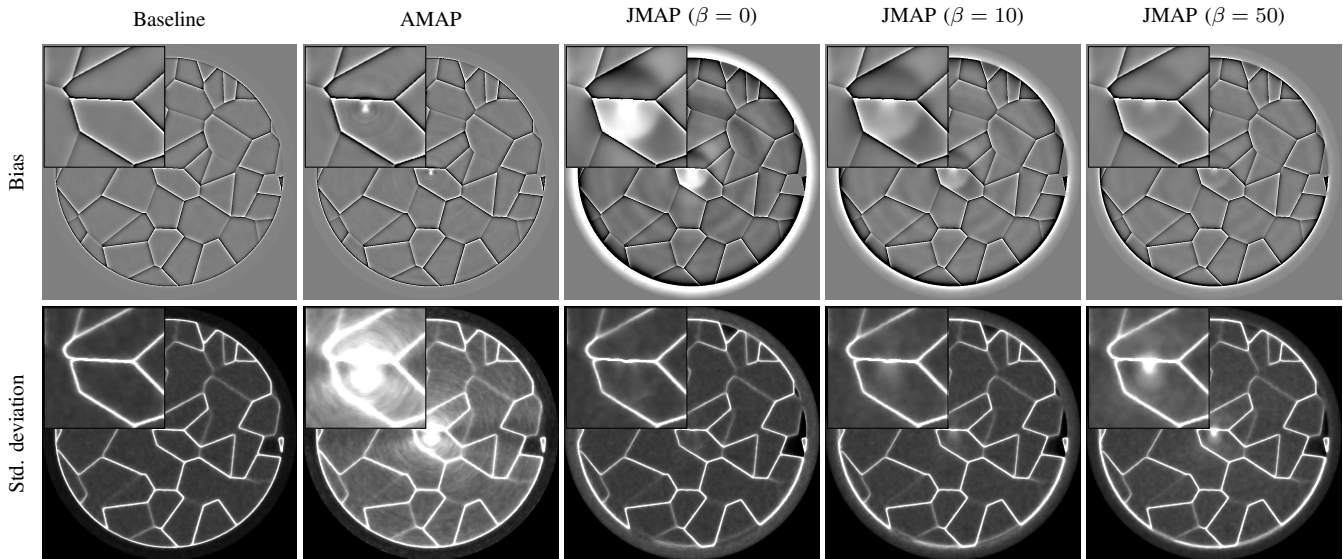 Baseline
AMAP
JMAP (β = 0)
JMAP (β = 10)
JMAP (β = 50)
Bias
Std. deviation